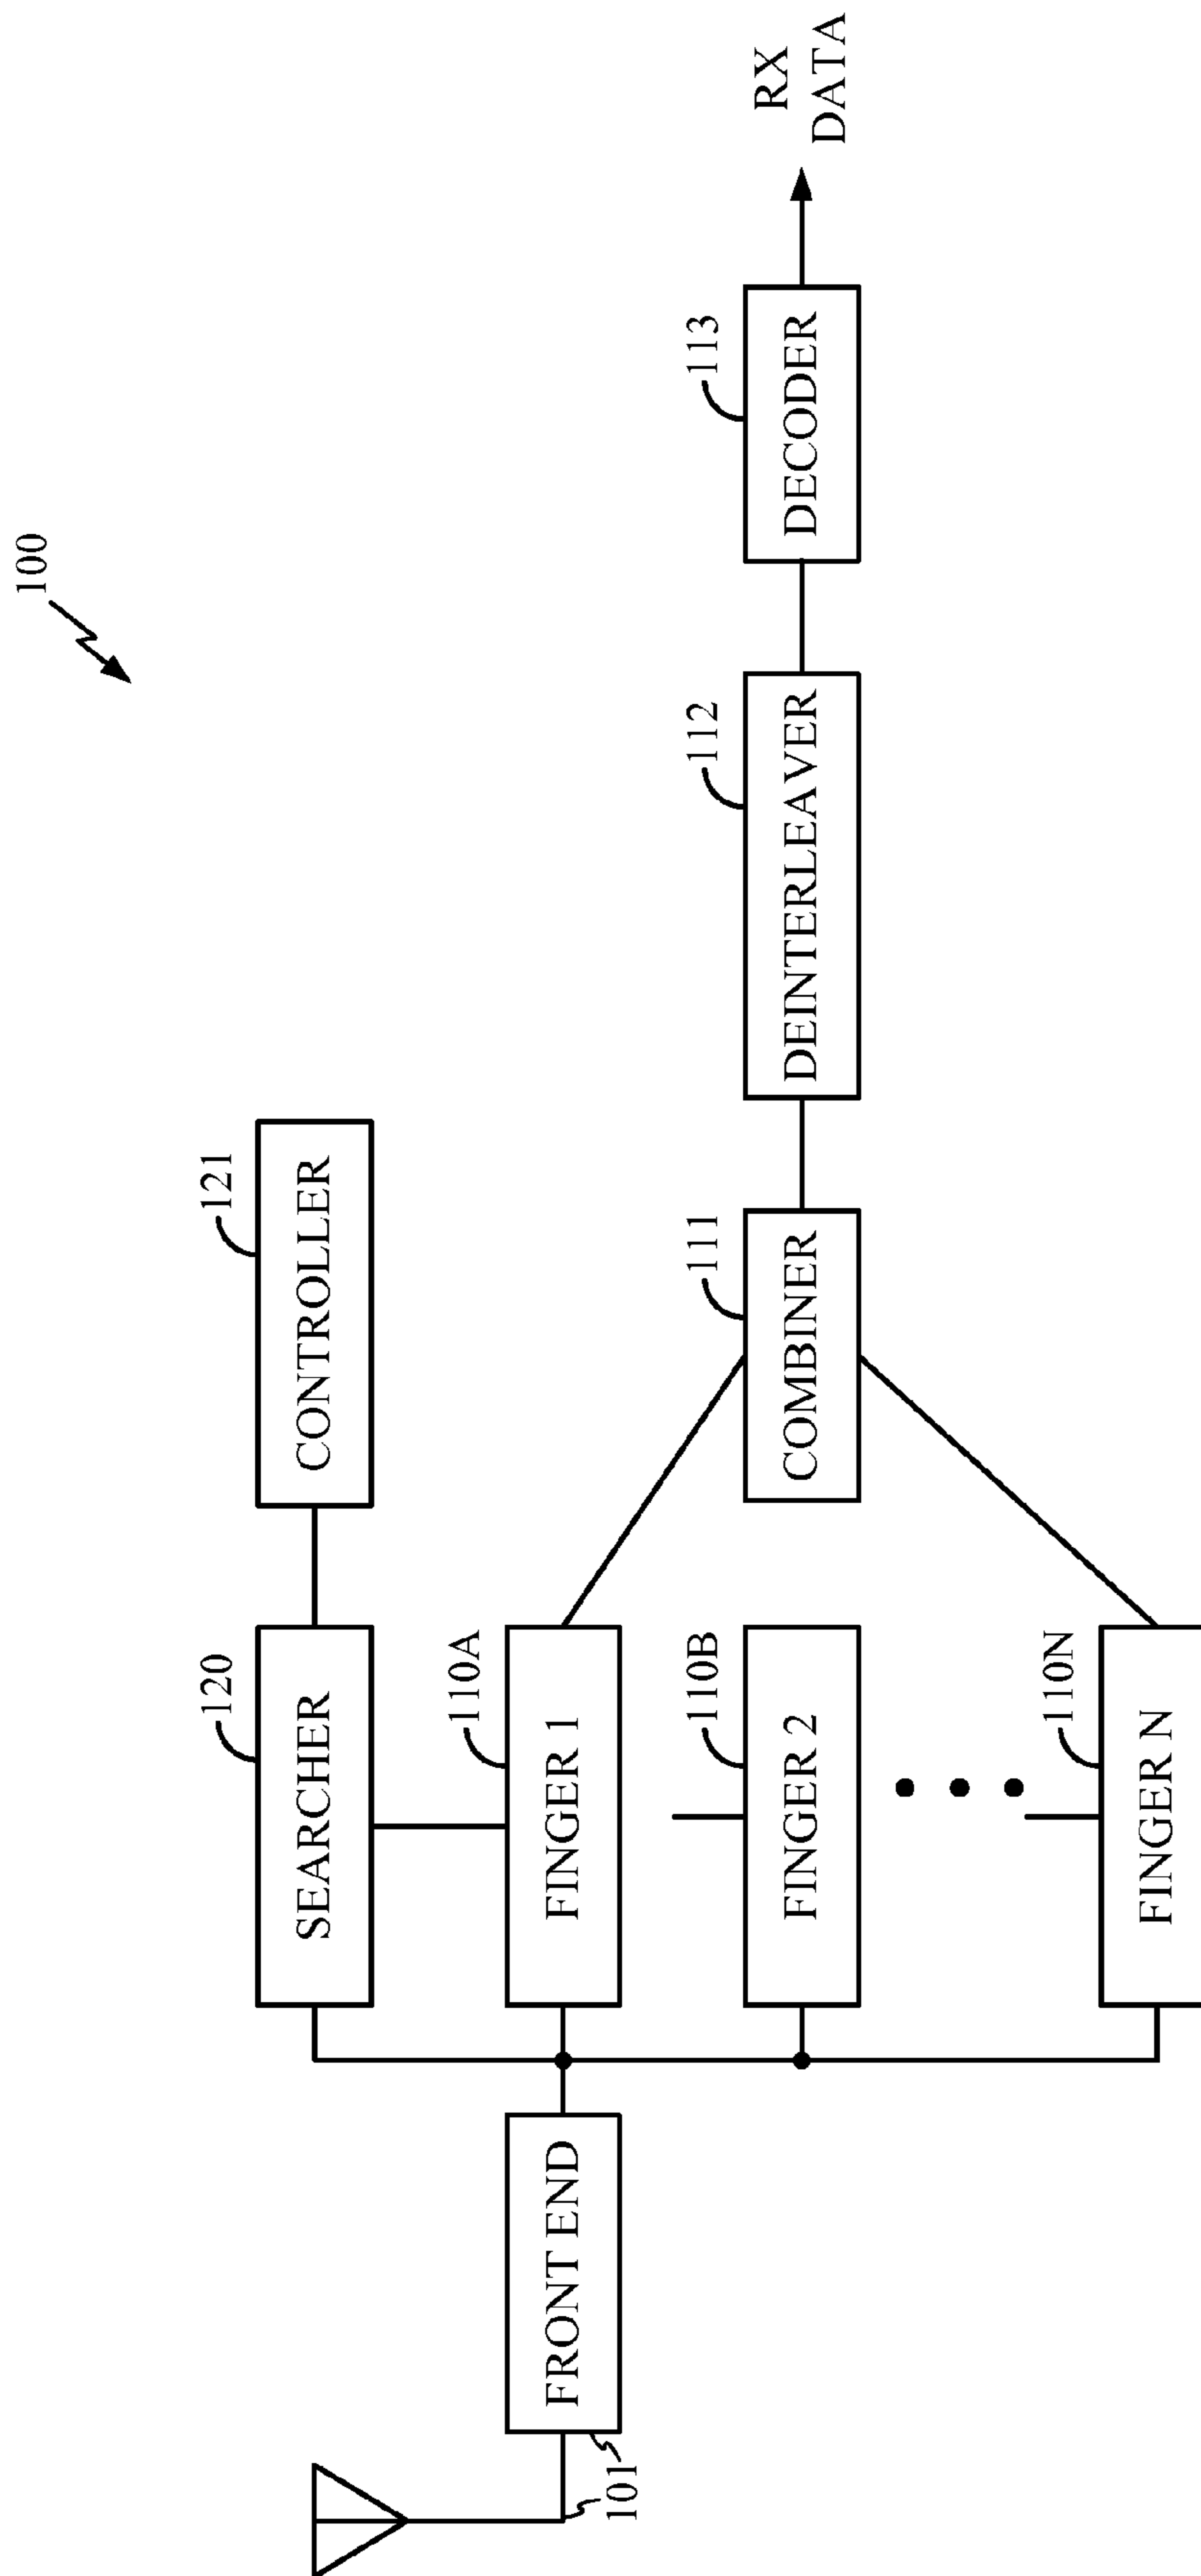 100
120
SEARCHER
121
CONTROLLER
101
FRONT END
110A
FINGER 1
110B
FINGER 2
110N
FINGER N
111
COMBINER
112
DEINTERLEAVER
113
DECODER
RX
DATA